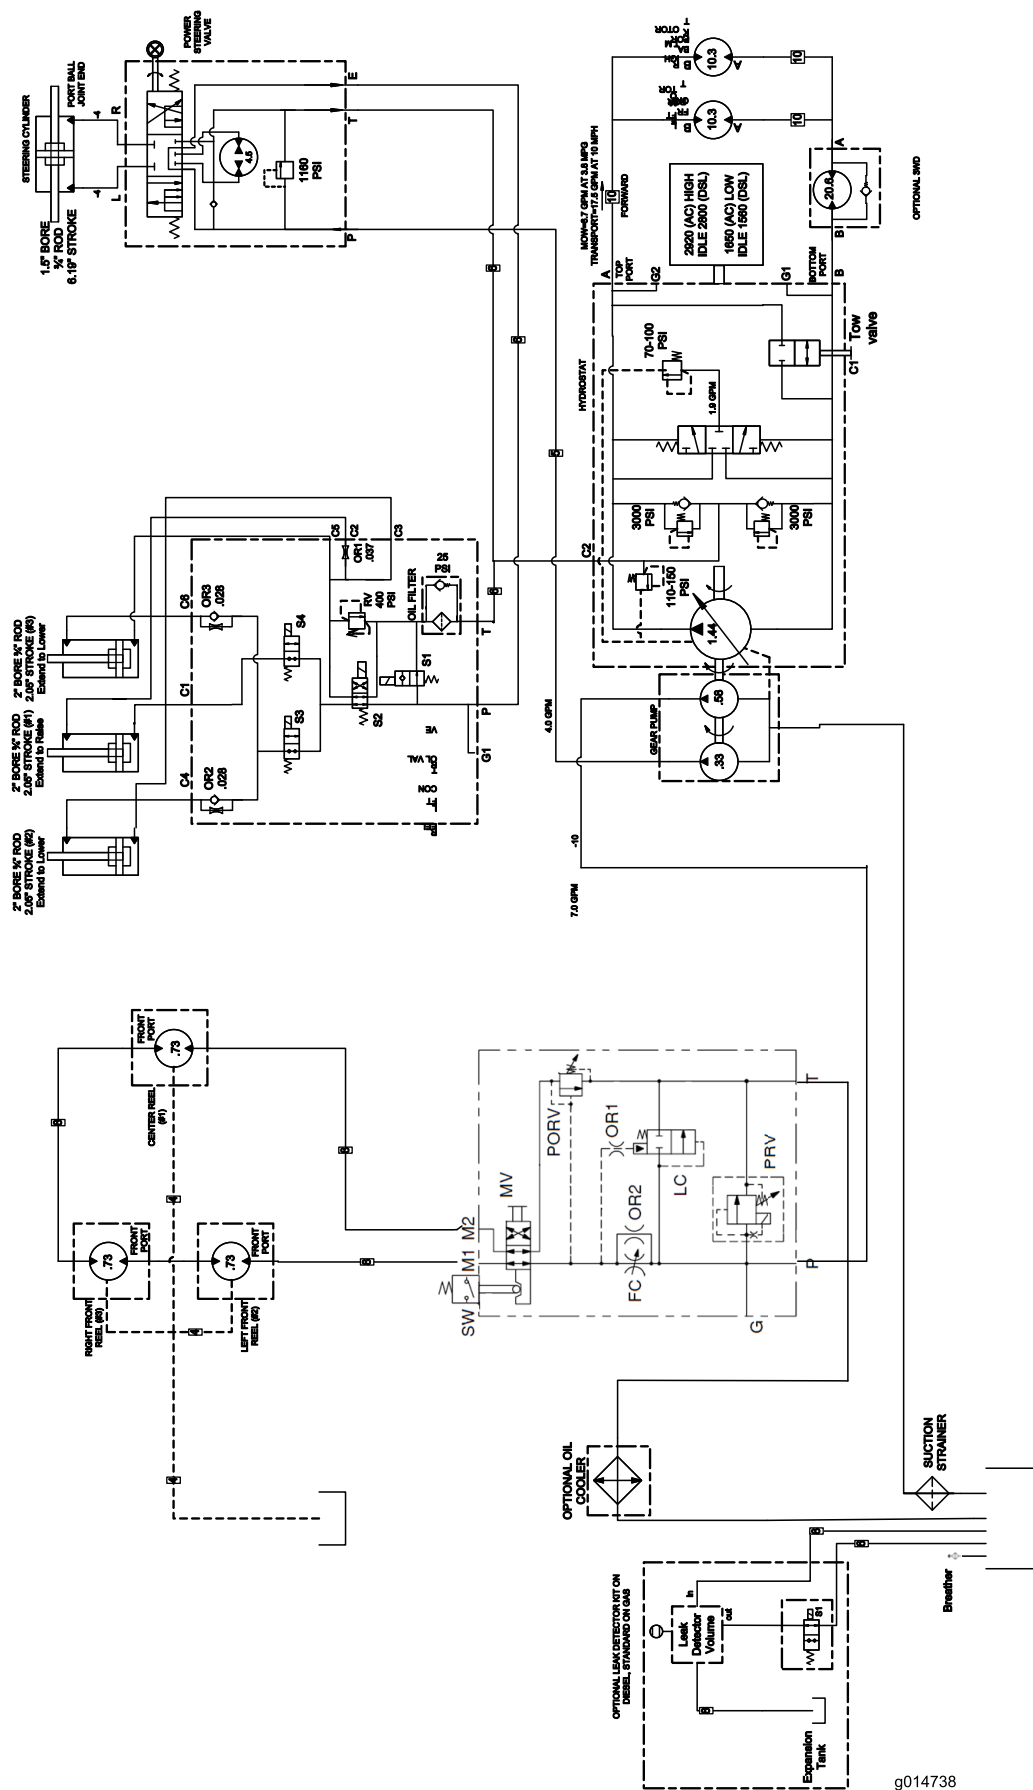 STEERING CYLINDER
PORT BALL
JOINT END
1.5" BORE
¾" ROD
6.19" STROKE
-4
-4
L
R
POWER
STEERING
VALVE
4.5
1160
PSI
P
T
E
2" BORE ¾" ROD
2.05" STROKE (#3)
Extend to Lower
2" BORE ¾" ROD
2.05" STROKE (#1)
Extend to Raise
2" BORE ¾" ROD
2.05" STROKE (#2)
Extend to Lower
C6
C1
C4
OR3
.028
OR2
.028
S4
S3
C5
C2
C3
OR1
.037
RV
400
PSI
OIL FILTER
25
PSI
S1
S2
T
P
G1
VE
CON
MOW=6.7 GPM AT 3.8 MPG
TRANSPORT=17.5 GPM AT 10 MPH
10
FORWARD
10.3
B
A
10
10.3
B
A
10
2920 (AC) HIGH
IDLE 2800 (DSL)
1650 (AC) LOW
IDLE 1560 (DSL)
20.6
A
B
OPTIONAL 3WD
A
TOP
PORT
G2
G1
BOTTOM
PORT
B
HYDROSTAT
70-100
PSI
1.9 GPM
C1
Tow
valve
3000
PSI
3000
PSI
C2
110-150
PSI
1.44
4.0 GPM
GEAR PUMP
.58
.33
-10
7.0 GPM
FRONT
PORT
.73
CENTER REEL
(#1)
FRONT
PORT
.73
RIGHT FRONT
REEL (#3)
FRONT
PORT
.73
LEFT FRONT
REEL (#2)
SW
M1
M2
MV
PORV
OR1
LC
FC
OR2
PRV
G
P
T
OPTIONAL OIL
COOLER
SUCTION
STRAINER
Breather
OPTIONAL LEAK DETECTOR KIT ON
DIESEL, STANDARD ON GAS
Leak
Detector
Volume
in
out
S1
Expansion
Tank
g014738